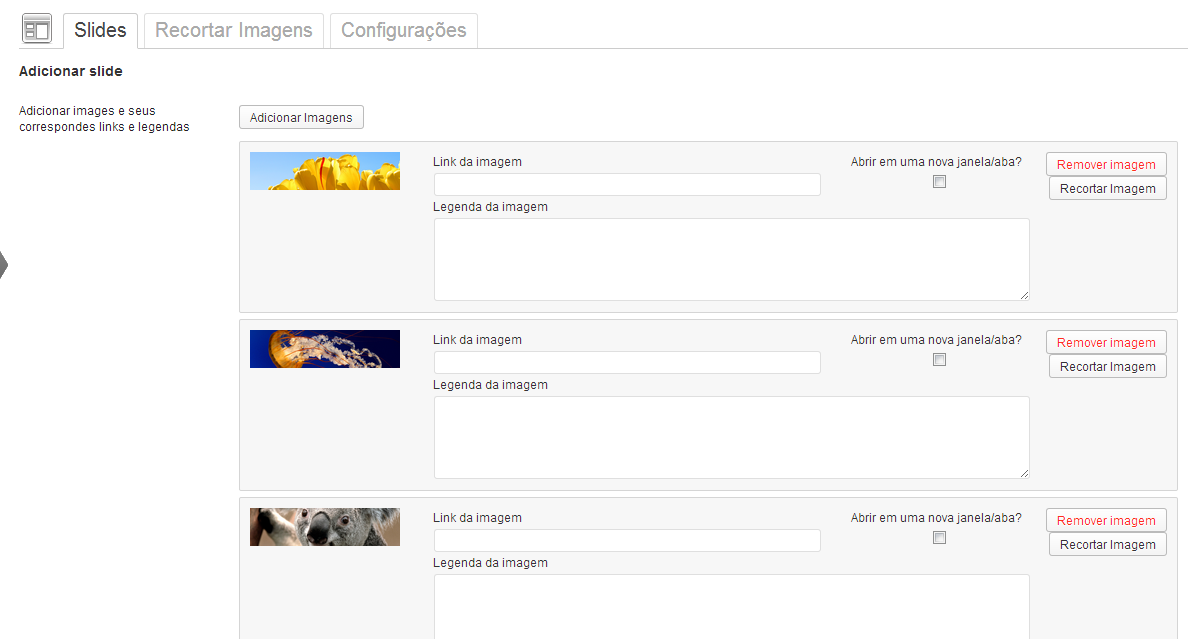 Slides Recortar Imagens Configurações
Adicionar slide
Adicionar images e seus
correspondes links e legendas
Adicionar Imagens
Link da imagem
Abrir em uma nova janela/aba?
Remover imagem
Recortar Imagem
Legenda da imagem
Link da imagem
Abrir em uma nova janela/aba?
Remover imagem
Recortar Imagem
Legenda da imagem
Link da imagem
Abrir em uma nova janela/aba?
Remover imagem
Recortar Imagem
Legenda da imagem